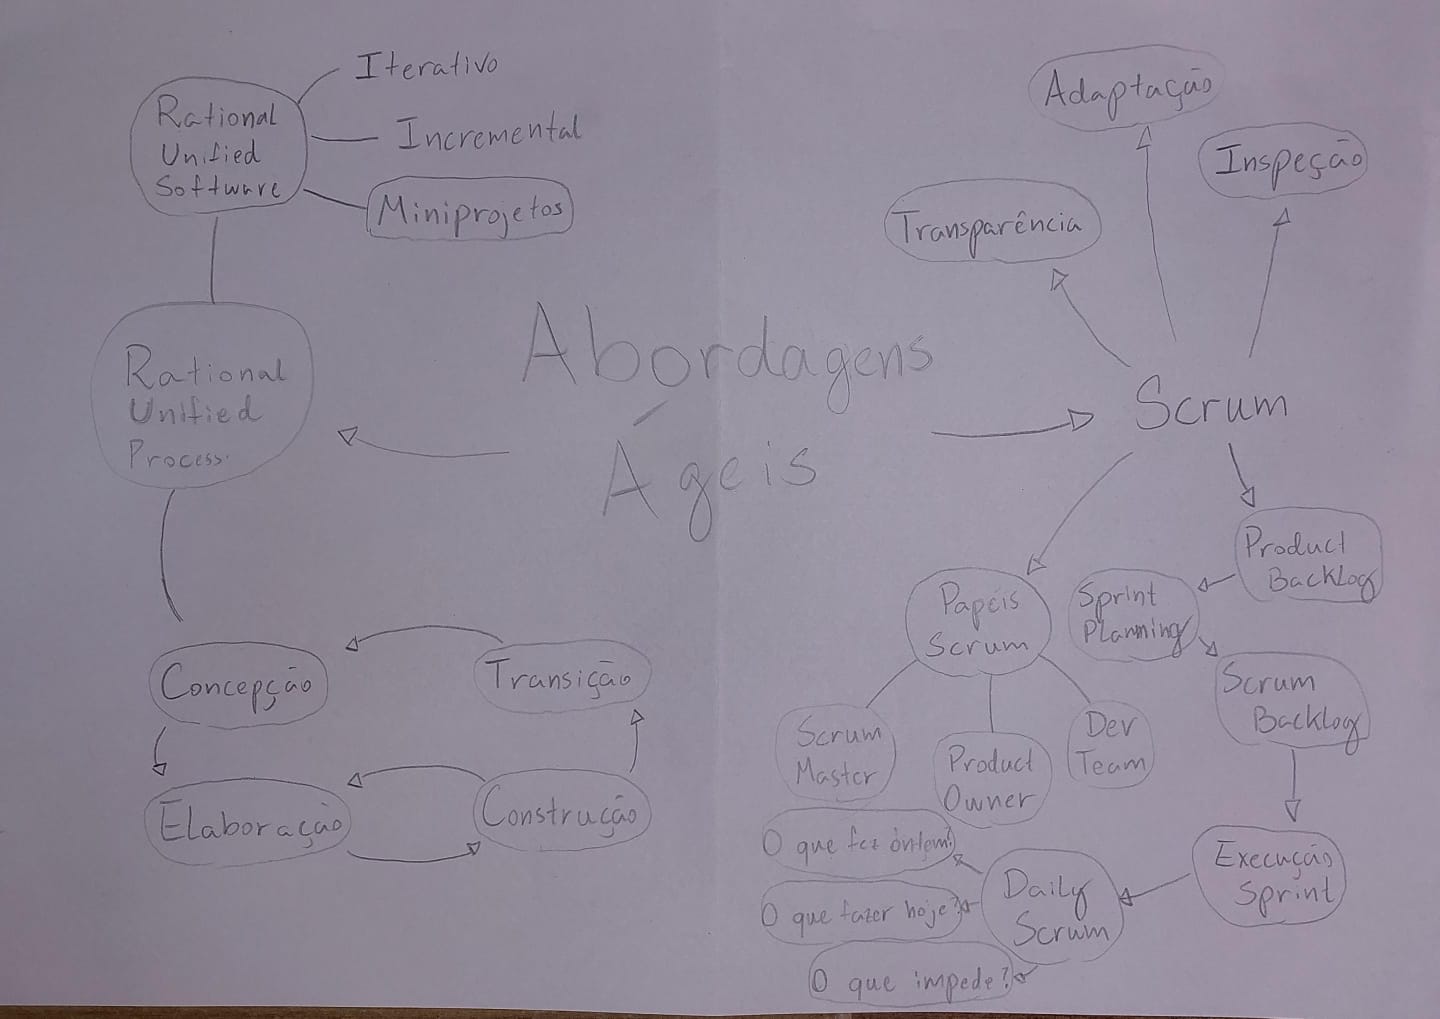 Rational
Unified
Software
Iterativo
Incremental
Miniprojetos
Rational
Unified
Process.
Abordagens
Ágeis
Concepção
Transição
Elaboração
Construção
Adaptação
Inspeção
Transparência
Scrum
Papéis
Scrum
Scrum
Master
Product
Owner
Dev
Team
Product
Backlog
Sprint
Planning
Scrum
Backlog
Execução
Sprint
Daily
Scrum
O que fez ontem?
O que fazer hoje?
O que impede?